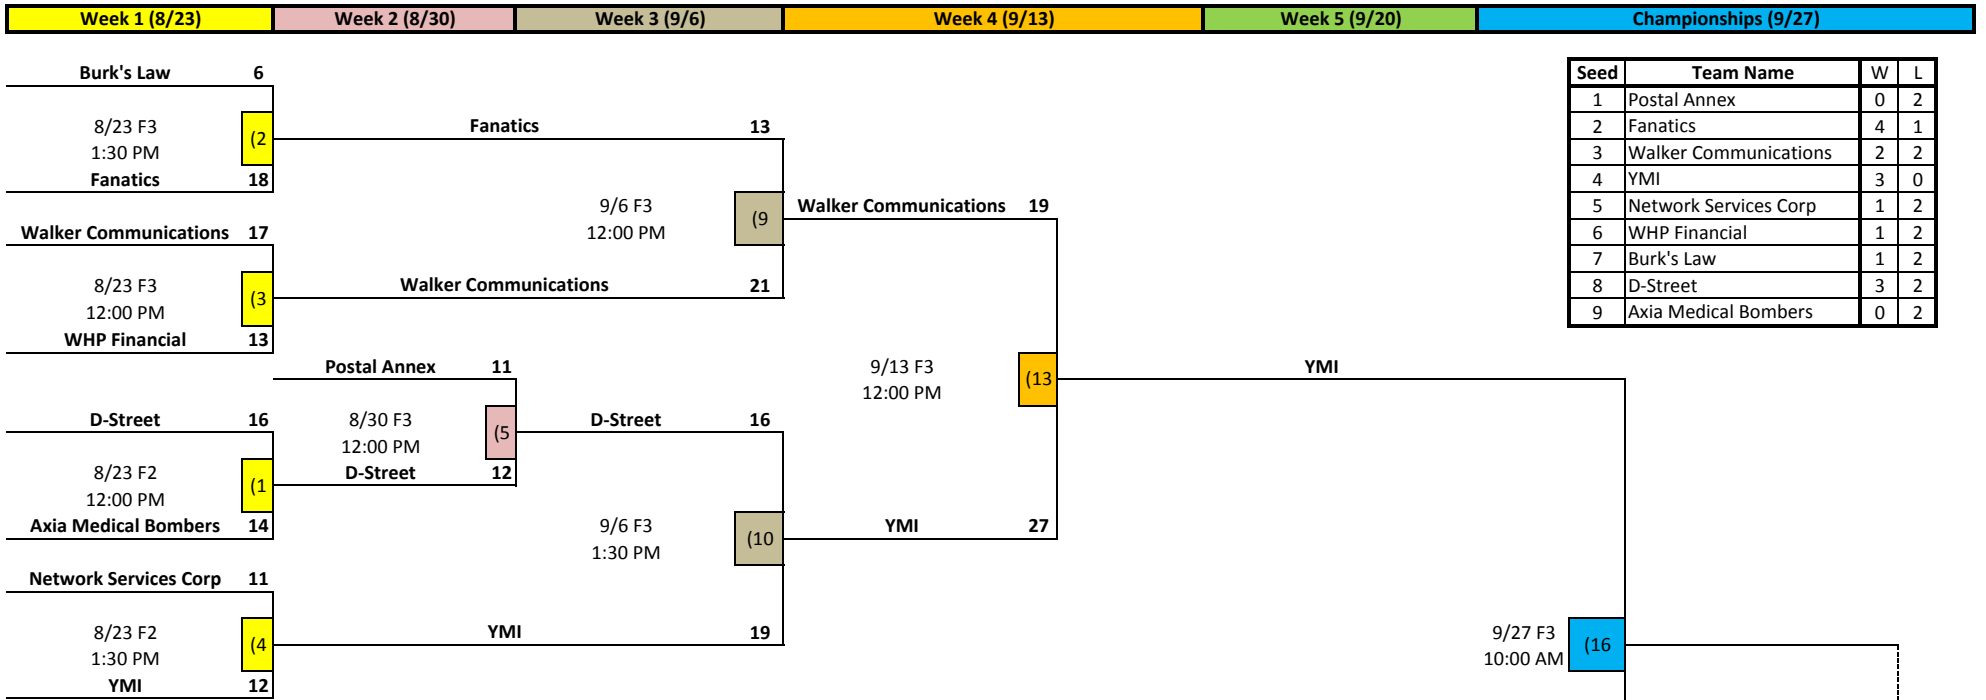 Week 1 (8/23) Week 2 (8/30) Week 3 (9/6) Week 4 (9/13) Week 5 (9/20) Championships (9/27)
Burk's Law 6
8/23 F3
1:30 PM
(2
Fanatics 18
Fanatics 13
Walker Communications 17
8/23 F3
12:00 PM
(3
WHP Financial 13
9/6 F3
12:00 PM
(9
Walker Communications 21
Walker Communications 19
Postal Annex 11
8/30 F3
12:00 PM
(5
D-Street 12
D-Street 16
8/23 F2
12:00 PM
(1
Axia Medical Bombers 14
D-Street 16
9/6 F3
1:30 PM
(10
YMI 27
9/13 F3
12:00 PM
(13
YMI
Network Services Corp 11
8/23 F2
1:30 PM
(4
YMI 12
YMI 19
9/27 F3
10:00 AM
(16
Seed Team Name W L
1 Postal Annex 0 2
2 Fanatics 4 1
3 Walker Communications 2 2
4 YMI 3 0
5 Network Services Corp 1 2
6 WHP Financial 1 2
7 Burk's Law 1 2
8 D-Street 3 2
9 Axia Medical Bombers 0 2